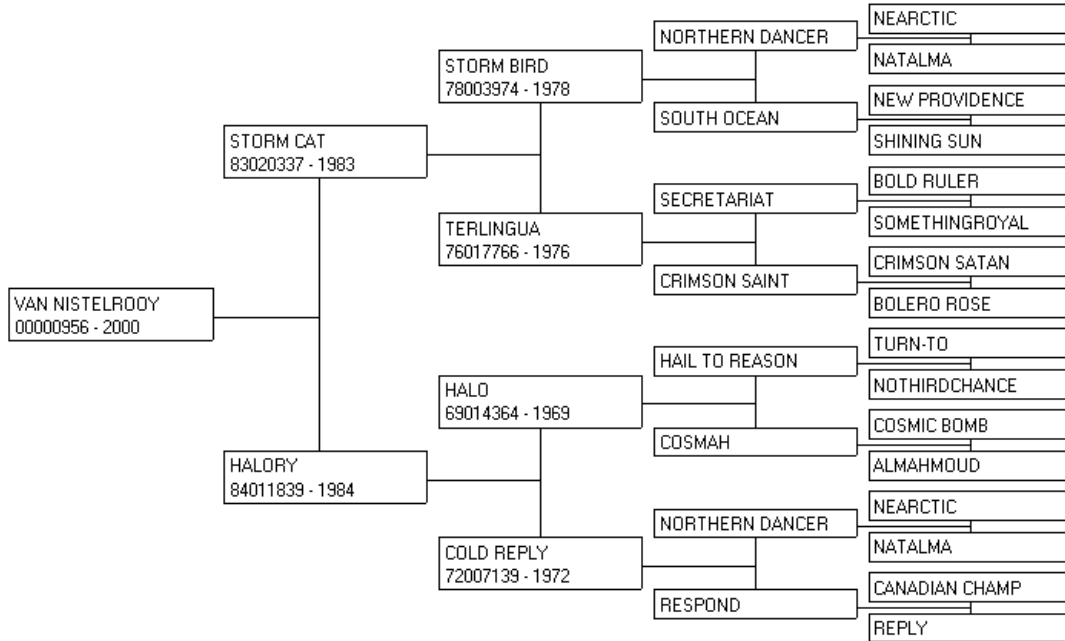 NEARCTIC
NORTHERN DANCER
NATALMA
STORM BIRD
78003974 - 1978
NEW PROVIDENCE
SOUTH OCEAN
SHINING SUN
STORM CAT
83020337 - 1983
BOLD RULER
SECRETARIAT
SOMETHINGROYAL
TERLINGUA
76017766 - 1976
CRIMSON SATAN
CRIMSON SAINT
BOLERO ROSE
VAN NISTELROOY
00000956 - 2000
TURN-TO
HAIL TO REASON
NOTHIRDCHANCE
HALO
69014364 - 1969
COSMIC BOMB
COSMAH
ALMAHMOUD
HALORY
84011839 - 1984
NEARCTIC
NORTHERN DANCER
NATALMA
COLD REPLY
72007139 - 1972
CANADIAN CHAMP
RESPOND
REPLY